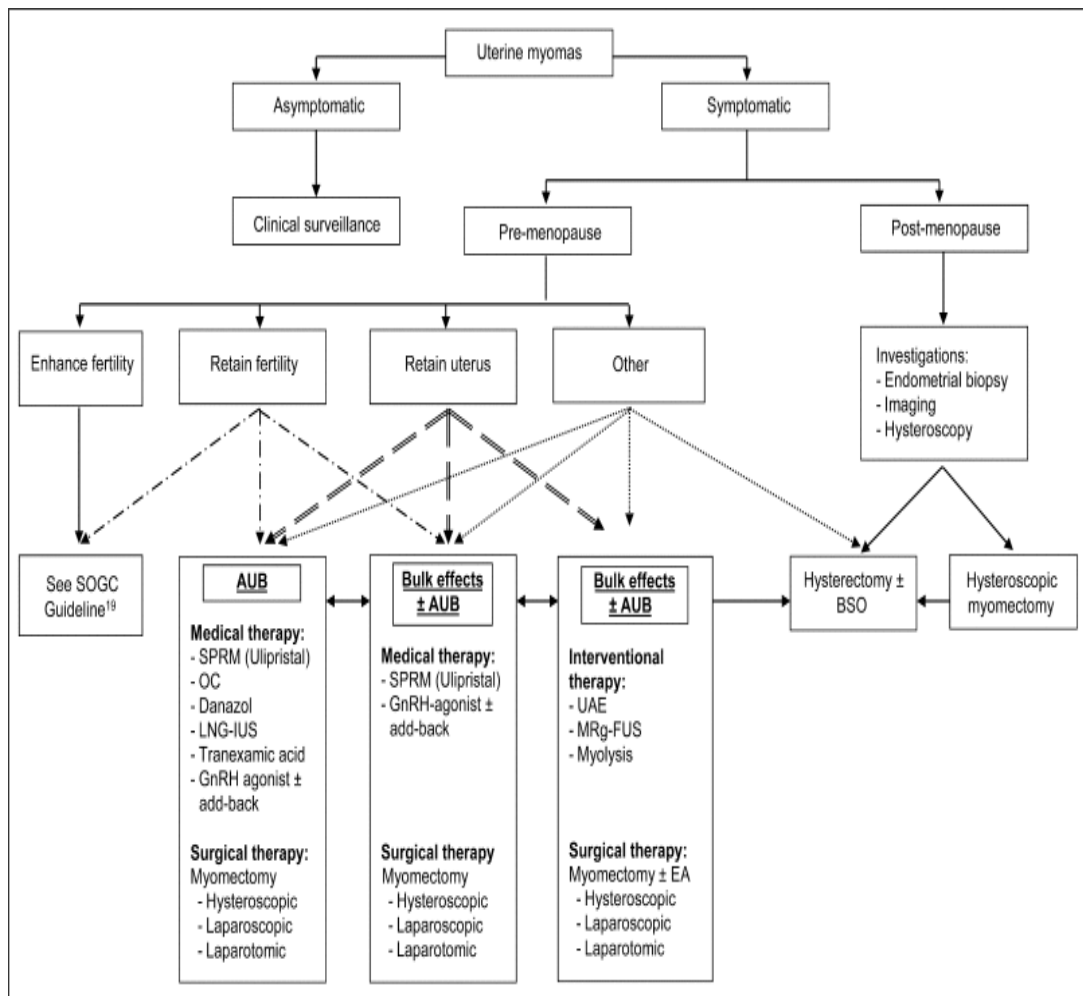 Uterine myomas
Asymptomatic
Symptomatic
Clinical surveillance
Pre-menopause
Post-menopause
Enhance fertility
Retain fertility
Retain uterus
Other
Investigations:
- Endometrial biopsy
- Imaging
- Hysteroscopy
See SOGC
Guideline¹⁹
AUB
Medical therapy:
- SPRM (Ulipristal)
- OC
- Danazol
- LNG-IUS
- Tranexamic acid
- GnRH agonist ±
add-back
Surgical therapy:
Myomectomy
- Hysteroscopic
- Laparoscopic
- Laparotomic
Bulk effects
± AUB
Medical therapy:
- SPRM (Ulipristal)
- GnRH-agonist ±
add-back
Surgical therapy
Myomectomy
- Hysteroscopic
- Laparoscopic
- Laparotomic
Bulk effects
± AUB
Interventional
therapy:
- UAE
- MRg-FUS
- Myolysis
Surgical therapy:
Myomectomy ± EA
- Hysteroscopic
- Laparoscopic
- Laparotomic
Hysterectomy ±
BSO
Hysteroscopic
myomectomy